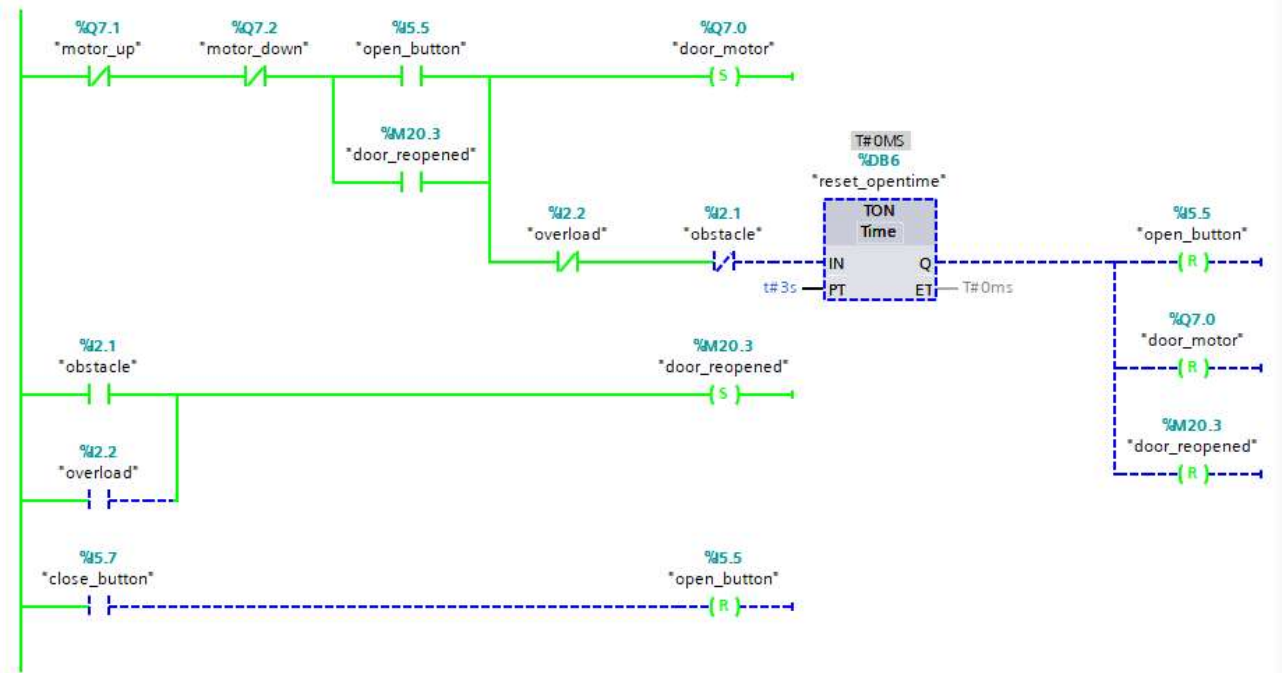 %Q7.1 %Q7.2 %I5.5 %Q7.0
"motor_up" "motor_down" "open_button" "door_motor"
S
%M20.3
"door_reopened"
T#0MS
%DB6
"reset_opentime"
%I2.2 %I2.1 TON %I5.5
"overload" "obstacle" Time "open_button"
IN Q R
t#3s PT ET T#0ms
%Q7.0
"door_motor"
R
%I2.1 %M20.3
"obstacle" "door_reopened"
S
%M20.3
"door_reopened"
R
%I2.2
"overload"
%I5.7 %I5.5
"close_button" "open_button"
R